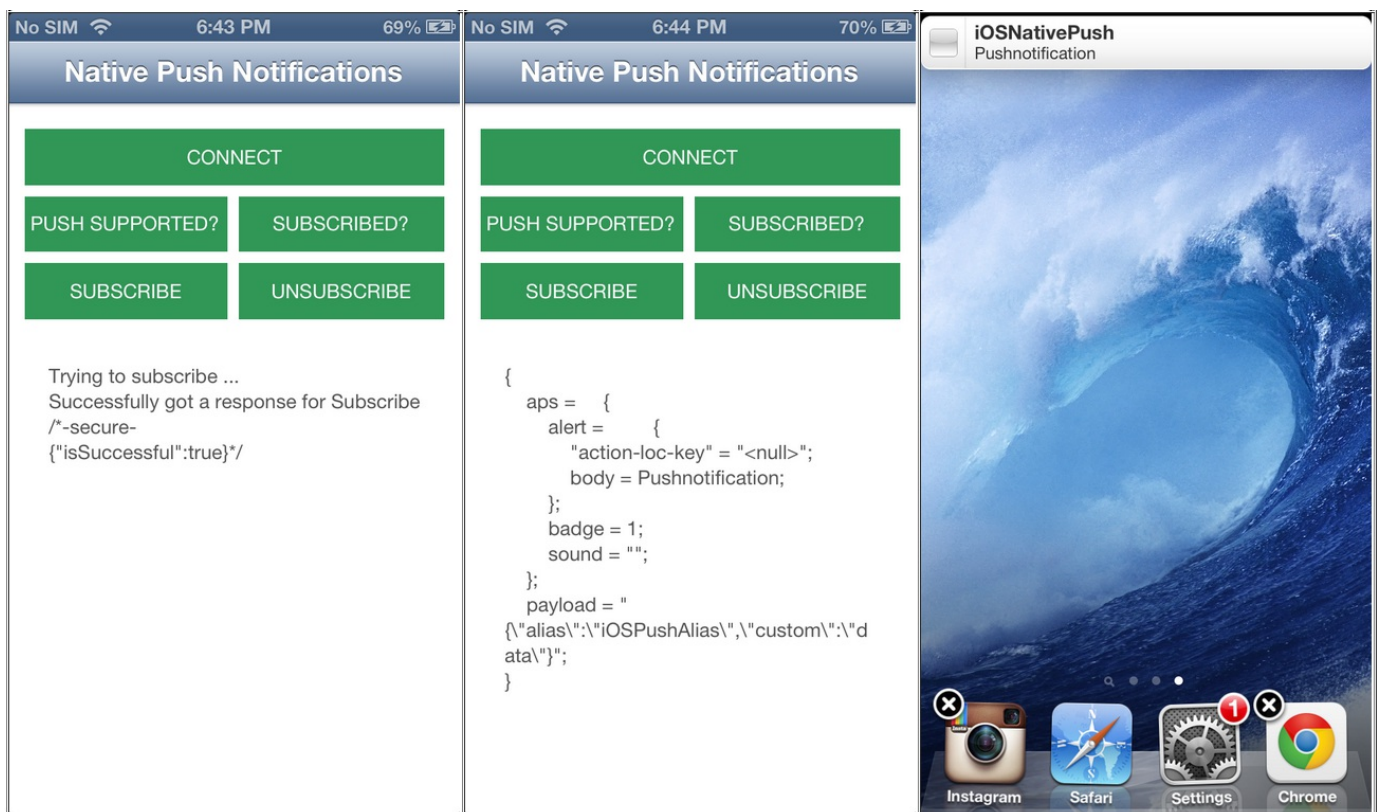 No SIM 6:43 PM 69%
Native Push Notifications
CONNECT
PUSH SUPPORTED? SUBSCRIBED?
SUBSCRIBE UNSUBSCRIBE
Trying to subscribe ...
Successfully got a response for Subscribe
/*-secure-
{"isSuccessful":true}*/
No SIM 6:44 PM 70%
Native Push Notifications
CONNECT
PUSH SUPPORTED? SUBSCRIBED?
SUBSCRIBE UNSUBSCRIBE
{
aps = {
alert = {
"action-loc-key" = "<null>";
body = Pushnotification;
};
badge = 1;
sound = "";
};
payload = "
{\"alias\":\"iOSPushAlias\",\"custom\":\"d
ata\"}";
}
iOSNativePush
Pushnotification
Insta
N
S
1
Instagram Safari Settings Chrome